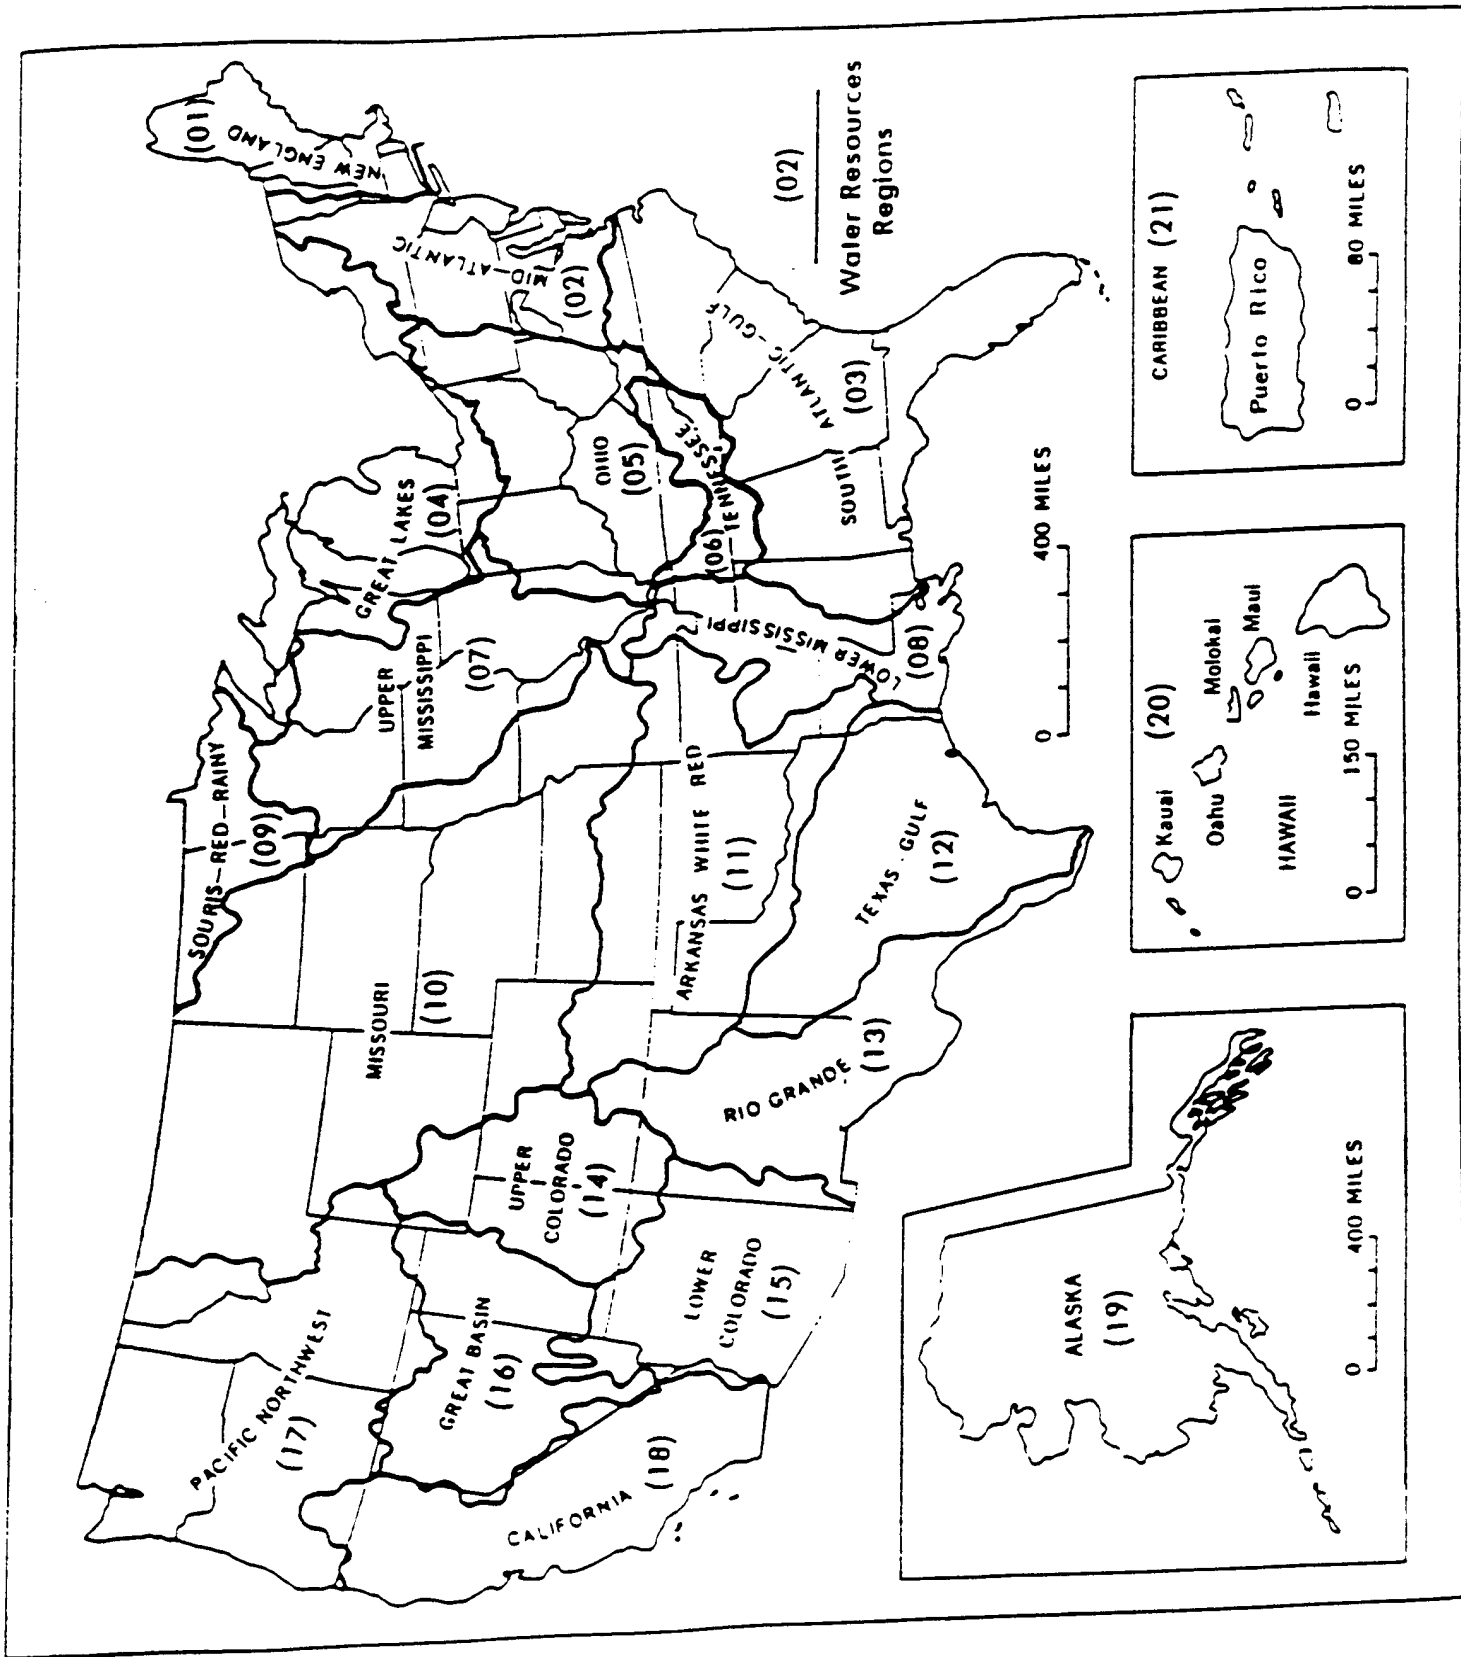 NEW ENGLAND
(01)
MID-ATLANTIC
(02)
SOUTH ATLANTIC-GULF
(03)
GREAT LAKES
(04)
OHIO
(05)
TENNESSEE
(06)
UPPER
MISSISSIPPI
(07)
LOWER MISSISSIPPI
(08)
SOURIS-RED-RAINY
(09)
MISSOURI
(10)
ARKANSAS WHITE RED
(11)
TEXAS GULF
(12)
RIO GRANDE
(13)
UPPER
COLORADO
(14)
LOWER
COLORADO
(15)
GREAT BASIN
(16)
PACIFIC NORTHWEST
(17)
CALIFORNIA
(18)
(02)
Water Resources
Regions
0 400 MILES
ALASKA
(19)
0 400 MILES
(20)
Kauai
Oahu
Molokai
Maui
Hawaii
HAWAII
0 150 MILES
CARIBBEAN (21)
Puerto Rico
0 80 MILES